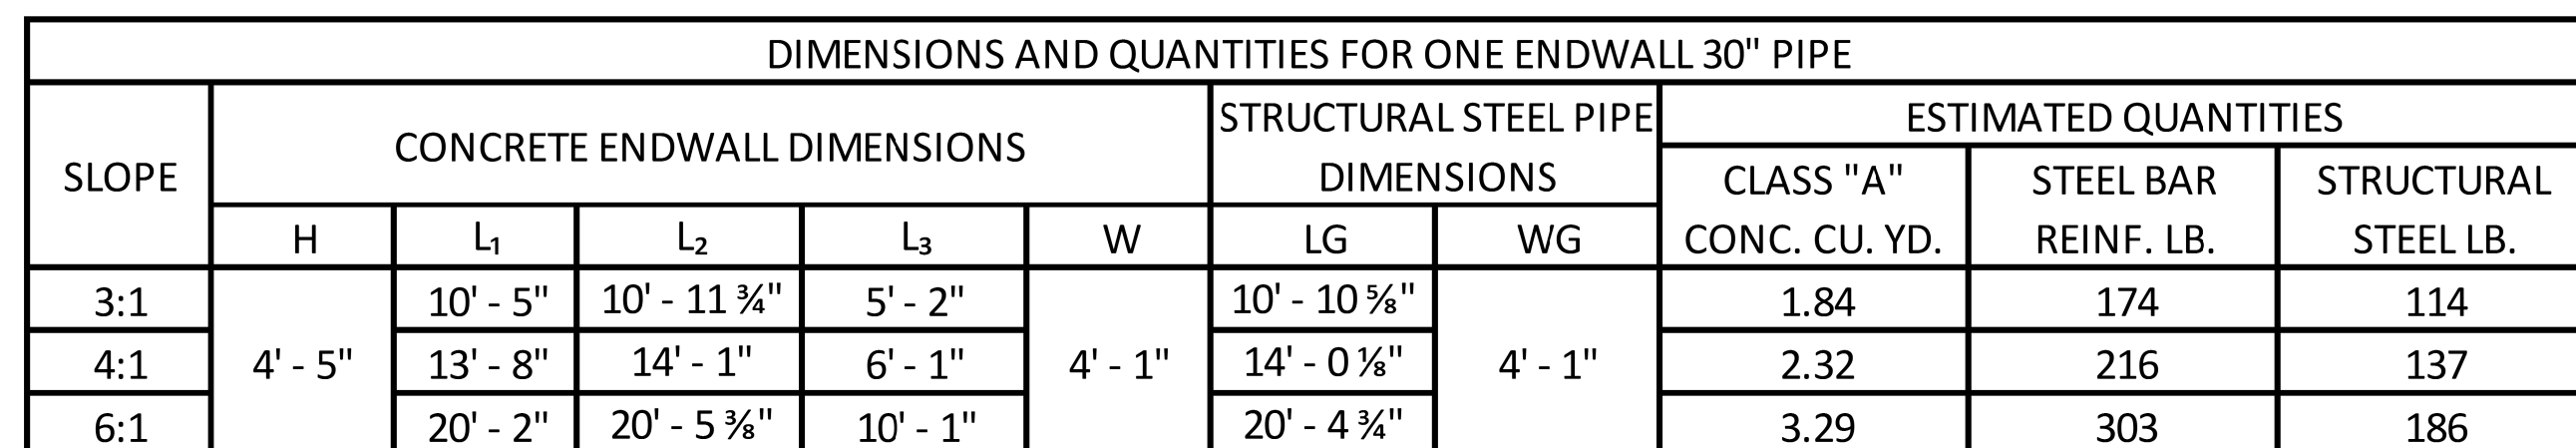 DIMENSIONS AND QUANTITIES FOR ONE ENDWALL 30" PIPE
SLOPE
CONCRETE ENDWALL DIMENSIONS
STRUCTURAL STEEL PIPE
DIMENSIONS
ESTIMATED QUANTITIES
H L₁ L₂ L₃ W LG WG
CLASS "A"
CONC. CU. YD.
STEEL BAR
REINF. LB.
STRUCTURAL
STEEL LB.
3:1 10' - 5" 10' - 11 ¾" 5' - 2" 10' - 10 ⅝" 1.84 174 114
4:1 4' - 5" 13' - 8" 14' - 1" 6' - 1" 4' - 1" 14' - 0 ⅛" 4' - 1" 2.32 216 137
6:1 20' - 2" 20' - 5 ⅜" 10' - 1" 20' - 4 ¾" 3.29 303 186